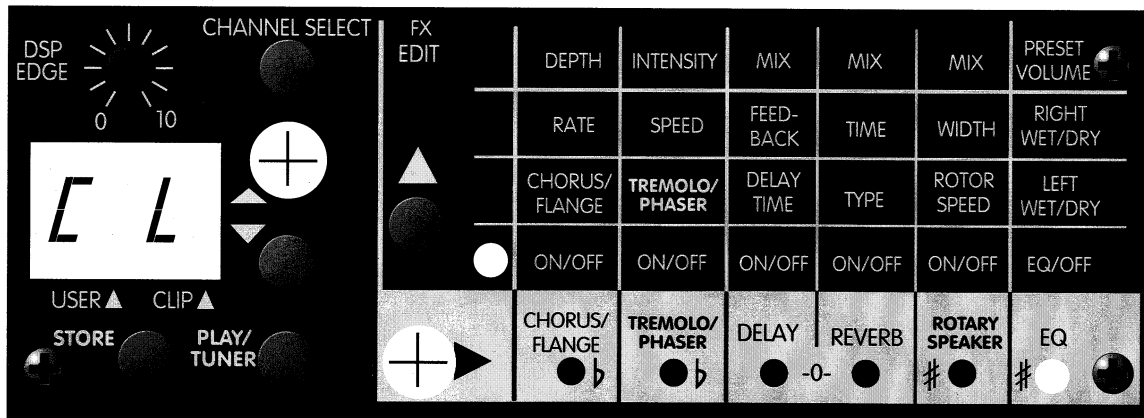 DSP
EDGE
0 10
CHANNEL SELECT
C L
USER CLIP
STORE
PLAY/
TUNER
FX
EDIT
DEPTH INTENSITY MIX MIX MIX PRESET
VOLUME
RATE SPEED FEED-
BACK TIME WIDTH RIGHT
WET/DRY
CHORUS/
FLANGE TREMOLO/
PHASER DELAY
TIME TYPE ROTOR
SPEED LEFT
WET/DRY
ON/OFF ON/OFF ON/OFF ON/OFF ON/OFF EQ/OFF
CHORUS/
FLANGE TREMOLO/
PHASER DELAY REVERB ROTARY
SPEAKER EQ
♭ ♭ -0- ♯ ♯